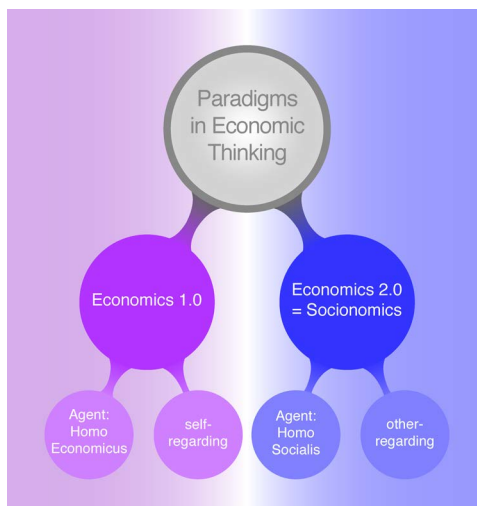 Paradigms
in Economic
Thinking
Economics 1.0
Economics 2.0
= Socionomics
Agent:
Homo
Economicus
self-
regarding
Agent:
Homo
Socialis
other-
regarding